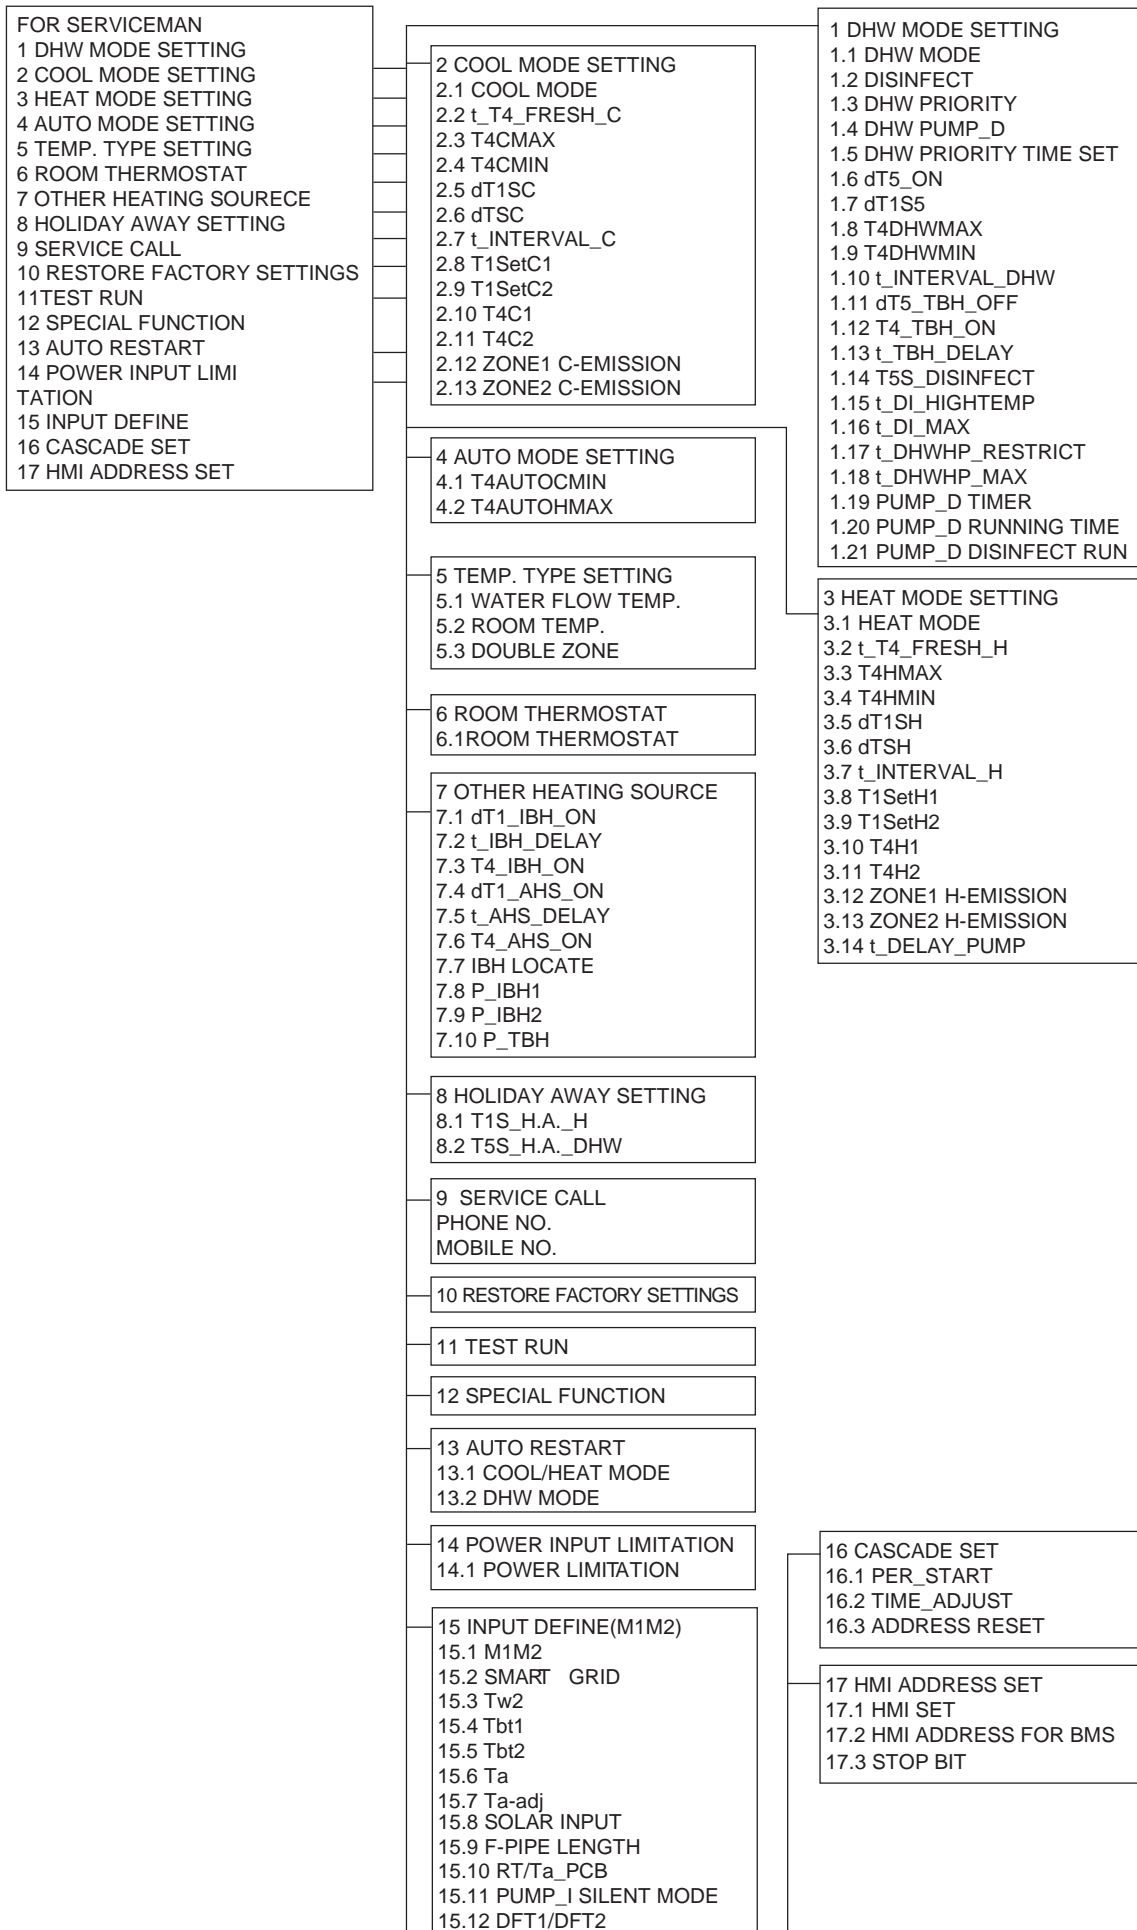 FOR SERVICEMAN
1 DHW MODE SETTING
2 COOL MODE SETTING
3 HEAT MODE SETTING
4 AUTO MODE SETTING
5 TEMP. TYPE SETTING
6 ROOM THERMOSTAT
7 OTHER HEATING SOURECE
8 HOLIDAY AWAY SETTING
9 SERVICE CALL
10 RESTORE FACTORY SETTINGS
11TEST RUN
12 SPECIAL FUNCTION
13 AUTO RESTART
14 POWER INPUT LIMI
TATION
15 INPUT DEFINE
16 CASCADE SET
17 HMI ADDRESS SET
2 COOL MODE SETTING
2.1 COOL MODE
2.2 t_T4_FRESH_C
2.3 T4CMAX
2.4 T4CMIN
2.5 dT1SC
2.6 dTSC
2.7 t_INTERVAL_C
2.8 T1SetC1
2.9 T1SetC2
2.10 T4C1
2.11 T4C2
2.12 ZONE1 C-EMISSION
2.13 ZONE2 C-EMISSION
4 AUTO MODE SETTING
4.1 T4AUTOCMIN
4.2 T4AUTOHMAX
5 TEMP. TYPE SETTING
5.1 WATER FLOW TEMP.
5.2 ROOM TEMP.
5.3 DOUBLE ZONE
6 ROOM THERMOSTAT
6.1ROOM THERMOSTAT
7 OTHER HEATING SOURCE
7.1 dT1_IBH_ON
7.2 t_IBH_DELAY
7.3 T4_IBH_ON
7.4 dT1_AHS_ON
7.5 t_AHS_DELAY
7.6 T4_AHS_ON
7.7 IBH LOCATE
7.8 P_IBH1
7.9 P_IBH2
7.10 P_TBH
8 HOLIDAY AWAY SETTING
8.1 T1S_H.A._H
8.2 T5S_H.A._DHW
9 SERVICE CALL
PHONE NO.
MOBILE NO.
10 RESTORE FACTORY SETTINGS
11 TEST RUN
12 SPECIAL FUNCTION
13 AUTO RESTART
13.1 COOL/HEAT MODE
13.2 DHW MODE
14 POWER INPUT LIMITATION
14.1 POWER LIMITATION
15 INPUT DEFINE(M1M2)
15.1 M1M2
15.2 SMART GRID
15.3 Tw2
15.4 Tbt1
15.5 Tbt2
15.6 Ta
15.7 Ta-adj
15.8 SOLAR INPUT
15.9 F-PIPE LENGTH
15.10 RT/Ta_PCB
15.11 PUMP_I SILENT MODE
15.12 DFT1/DFT2
1 DHW MODE SETTING
1.1 DHW MODE
1.2 DISINFECT
1.3 DHW PRIORITY
1.4 DHW PUMP_D
1.5 DHW PRIORITY TIME SET
1.6 dT5_ON
1.7 dT1S5
1.8 T4DHWMAX
1.9 T4DHWMIN
1.10 t_INTERVAL_DHW
1.11 dT5_TBH_OFF
1.12 T4_TBH_ON
1.13 t_TBH_DELAY
1.14 T5S_DISINFECT
1.15 t_DI_HIGHTEMP
1.16 t_DI_MAX
1.17 t_DHWHP_RESTRICT
1.18 t_DHWHP_MAX
1.19 PUMP_D TIMER
1.20 PUMP_D RUNNING TIME
1.21 PUMP_D DISINFECT RUN
3 HEAT MODE SETTING
3.1 HEAT MODE
3.2 t_T4_FRESH_H
3.3 T4HMAX
3.4 T4HMIN
3.5 dT1SH
3.6 dTSH
3.7 t_INTERVAL_H
3.8 T1SetH1
3.9 T1SetH2
3.10 T4H1
3.11 T4H2
3.12 ZONE1 H-EMISSION
3.13 ZONE2 H-EMISSION
3.14 t_DELAY_PUMP
16 CASCADE SET
16.1 PER_START
16.2 TIME_ADJUST
16.3 ADDRESS RESET
17 HMI ADDRESS SET
17.1 HMI SET
17.2 HMI ADDRESS FOR BMS
17.3 STOP BIT